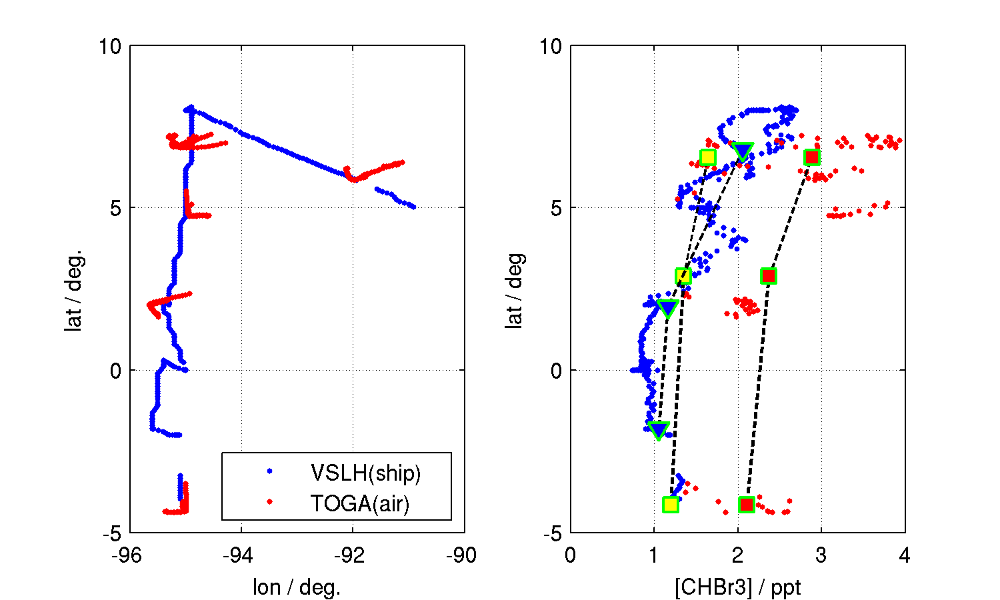 10
5
0
-5
-96
-94
-92
-90
lat / deg.
lon / deg.
VSLH(ship)
TOGA(air)
10
5
0
-5
0
1
2
3
4
lat / deg
[CHBr3] / ppt